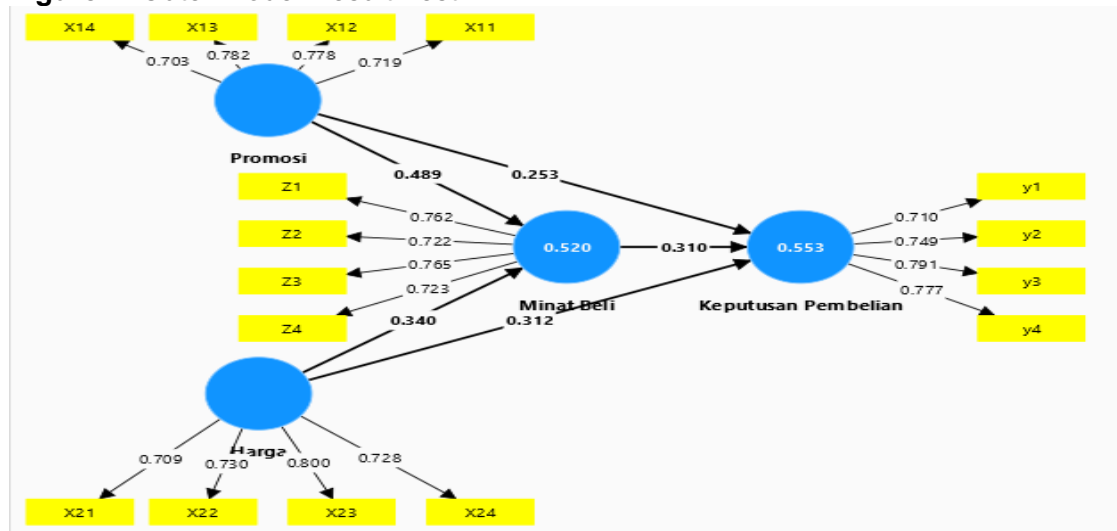 X14 X13 X12 X11
0.703 0.782 0.778 0.719
Promosi
0.489 0.253
Z1 y1
0.762 0.710
Z2 y2
0.722 0.520 0.310 0.553 0.749
0.765 0.791
Z3 y3
0.723 0.777
Minat Beli Keputusan Pembelian
0.340 0.312
Z4 y4
Harga
0.709 0.730 0.800 0.728
X21 X22 X23 X24